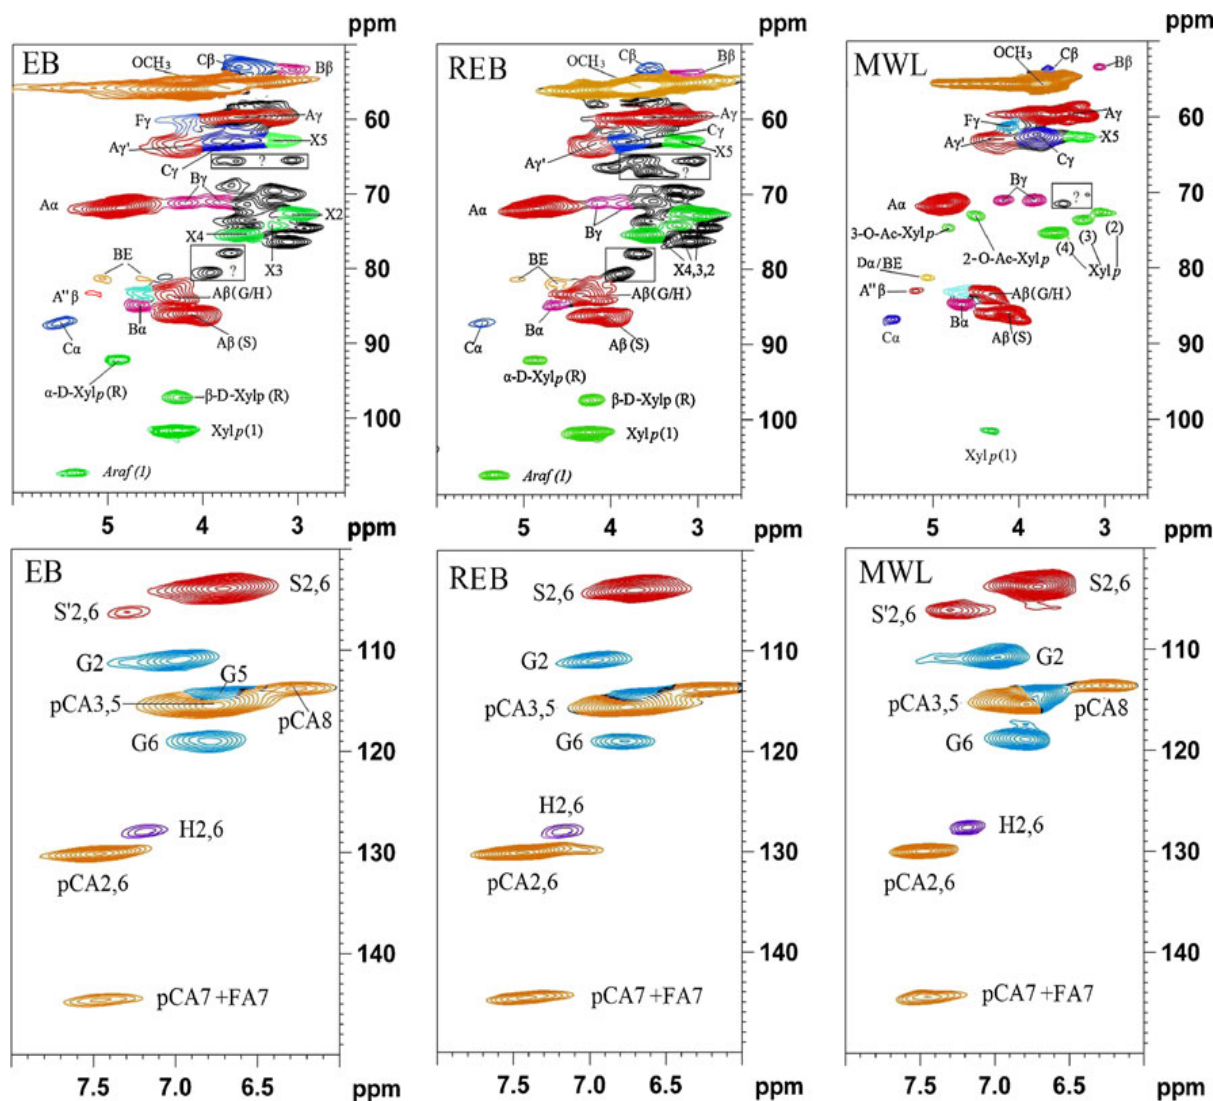 ppm
EB
OCH3
Cβ
Bβ
Fγ
Aγ
Aγ'
X5
Cγ
?
Bγ
Aα
X2
X4
X3
BE
?
A''β
Aβ(G/H)
Bα
Aβ(S)
Cα
α-D-Xylp(R)
β-D-Xylp (R)
Xylp(1)
Araf (1)
60
70
80
90
100
5
4
3
ppm
ppm
REB
OCH3
Cβ
Bβ
Aγ
Cγ
Aγ'
X5
?
Aα
Bγ
X4,3,2
?
BE
Aβ(G/H)
Bα
Aβ(S)
Cα
α-D-Xylp(R)
β-D-Xylp (R)
Xylp(1)
Araf (1)
60
70
80
90
100
5
4
3
ppm
ppm
MWL
OCH3
Cβ
Bβ
Fγ
Aγ
Aγ'
X5
Cγ
Bγ
? *
Aα
3-O-Ac-Xylp
2-O-Ac-Xylp
(4)
(3)
(2)
Xylp
Dα/BE
A''β
Aβ(G/H)
Bα
Cα
Aβ(S)
Xylp(1)
60
70
80
90
100
5
4
3
ppm
EB
S2,6
S'2,6
G2
G5
pCA3,5
pCA8
G6
H2,6
pCA2,6
pCA7 +FA7
110
120
130
140
7.5
7.0
6.5
ppm
REB
S2,6
G2
pCA3,5
G6
H2,6
pCA2,6
pCA7 +FA7
110
120
130
140
7.5
7.0
6.5
ppm
MWL
S2,6
S'2,6
G2
pCA3,5
pCA8
G6
H2,6
pCA2,6
pCA7 +FA7
110
120
130
140
7.5
7.0
6.5
ppm